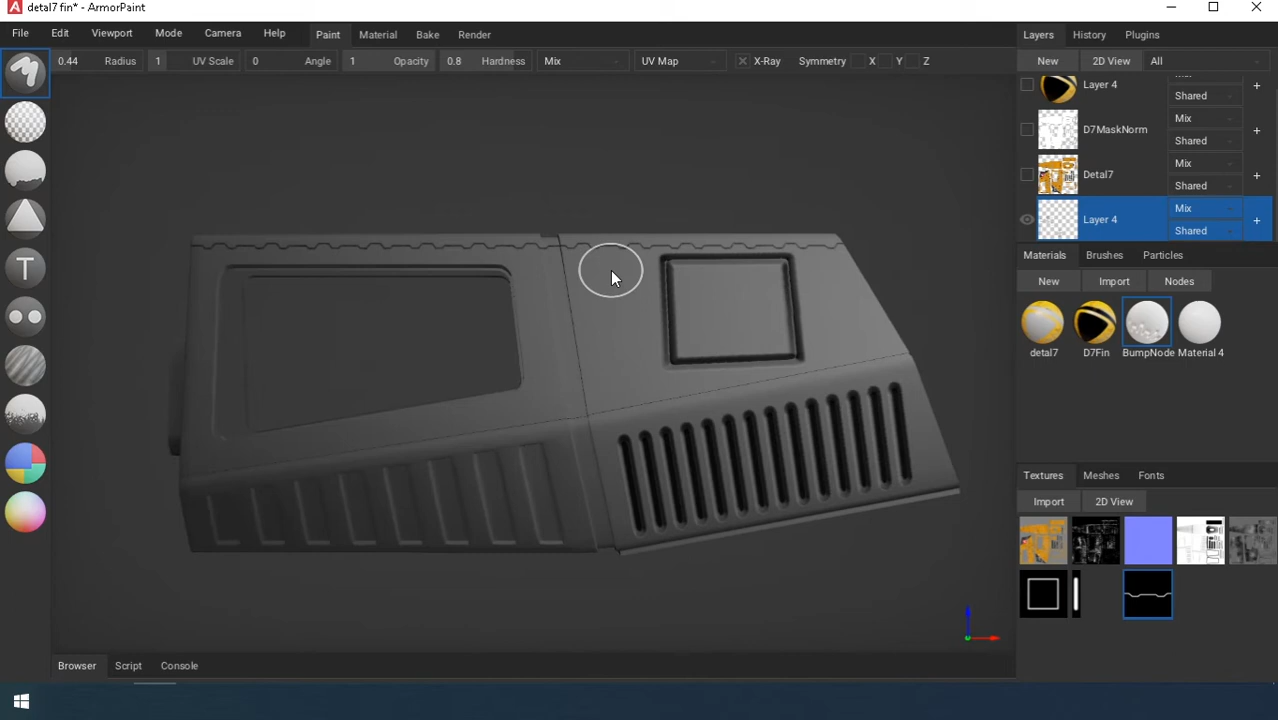 detal7 fin* - ArmorPaint
File Edit Viewport Mode Camera Help Paint Material Bake Render
Layers History Plugins
0.44 Radius 1 UV Scale 0 Angle 1 Opacity 0.8 Hardness Mix UV Map X-Ray Symmetry X Y Z
New 2D View All
Layer 4
Shared
D7MaskNorm Mix
Shared
Detal7 Mix
Shared
Layer 4 Mix
Shared
Materials Brushes Particles
New Import Nodes
detal7 D7Fin BumpNode Material 4
Textures Meshes Fonts
Import 2D View
T
Browser Script Console